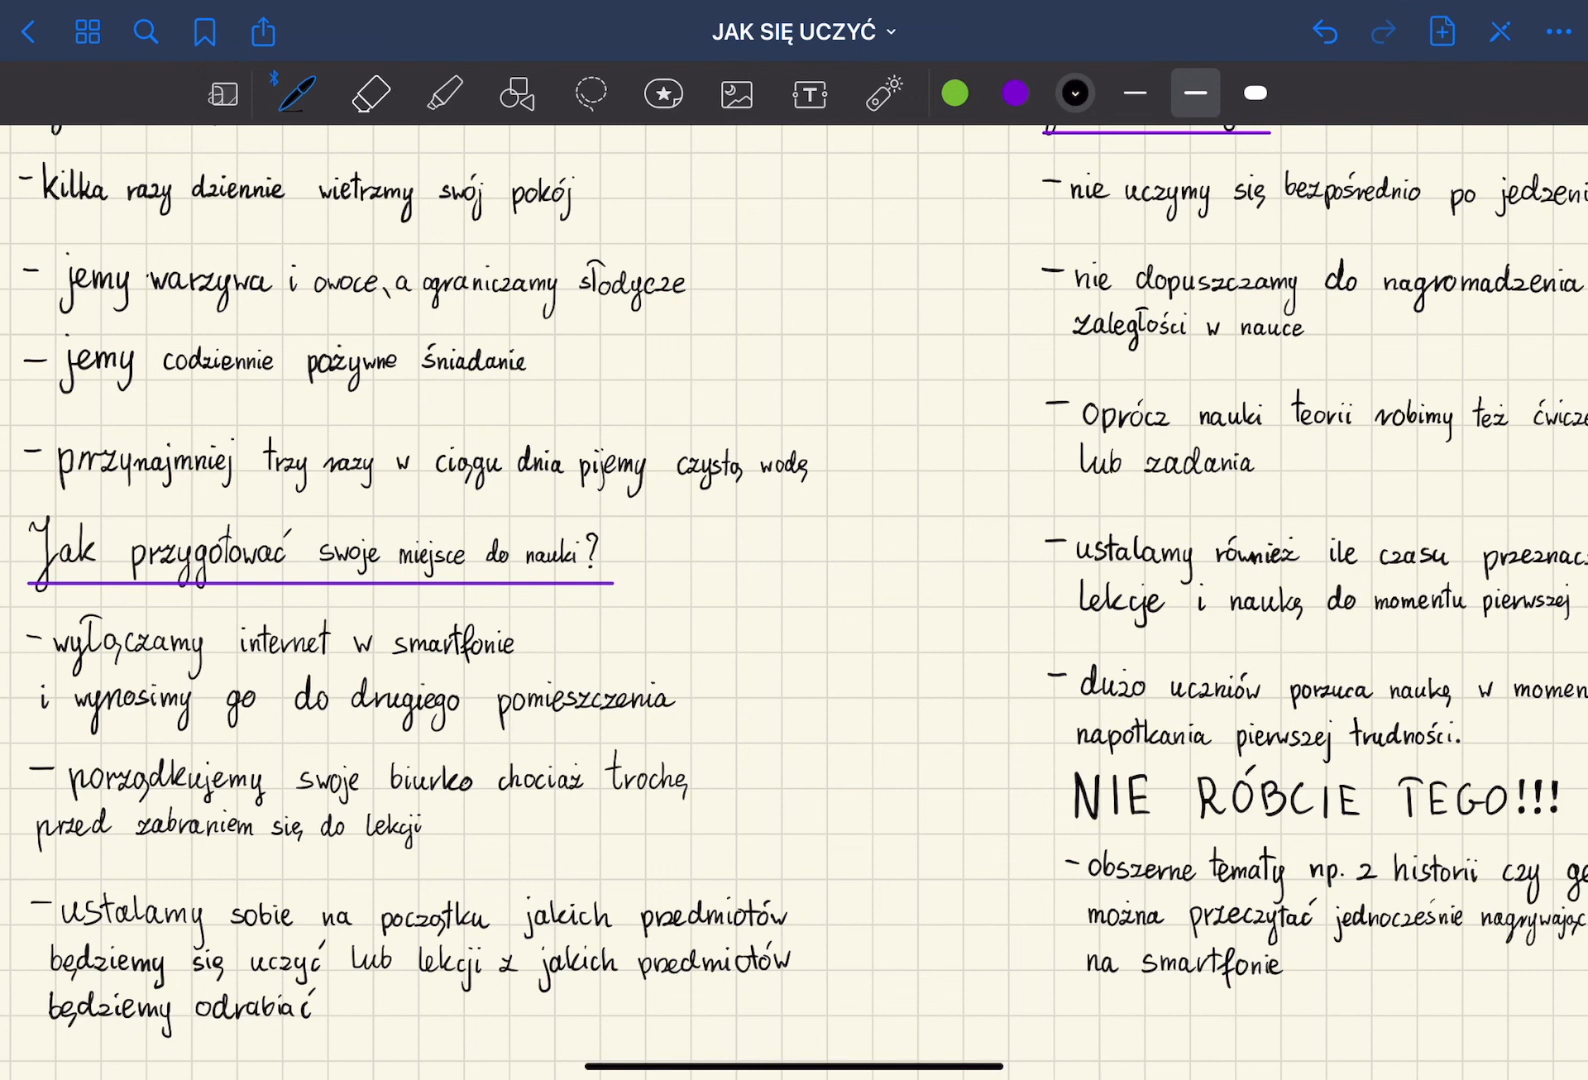 JAK SIĘ UCZYĆ
- kilka razy dziennie wietrzmy swój pokój
- jemy warzywa i owoce, a ograniczamy słodycze
- jemy codziennie pożywne śniadanie
- przynajmniej trzy razy w ciągu dnia pijemy czystą wodę
Jak przygotować swoje miejsce do nauki?
- wyłączamy internet w smartfonie
i wynosimy go do drugiego pomieszczenia
- porządkujemy swoje biurko chociaż trochę
przed zabraniem się do lekcji
- ustalamy sobie na początku jakich przedmiotów
będziemy się uczyć lub lekcji z jakich przedmiotów
będziemy odrabiać
- nie uczymy się bezpośrednio po jedzeni
- nie dopuszczamy do nagromadzenia
zaległości w nauce
- Oprócz nauki teorii robimy też ćwicze
lub zadania
- ustalamy również ile czasu przeznac
lekcje i naukę do momentu pierwszej
- dużo uczniów porzuca naukę w momen
napotkania pierwszej trudności.
NIE RÓBCIE TEGO!!!
- obszerne tematy np. z historii czy ge
można przeczytać jednocześnie nagrywając
na smartfonie